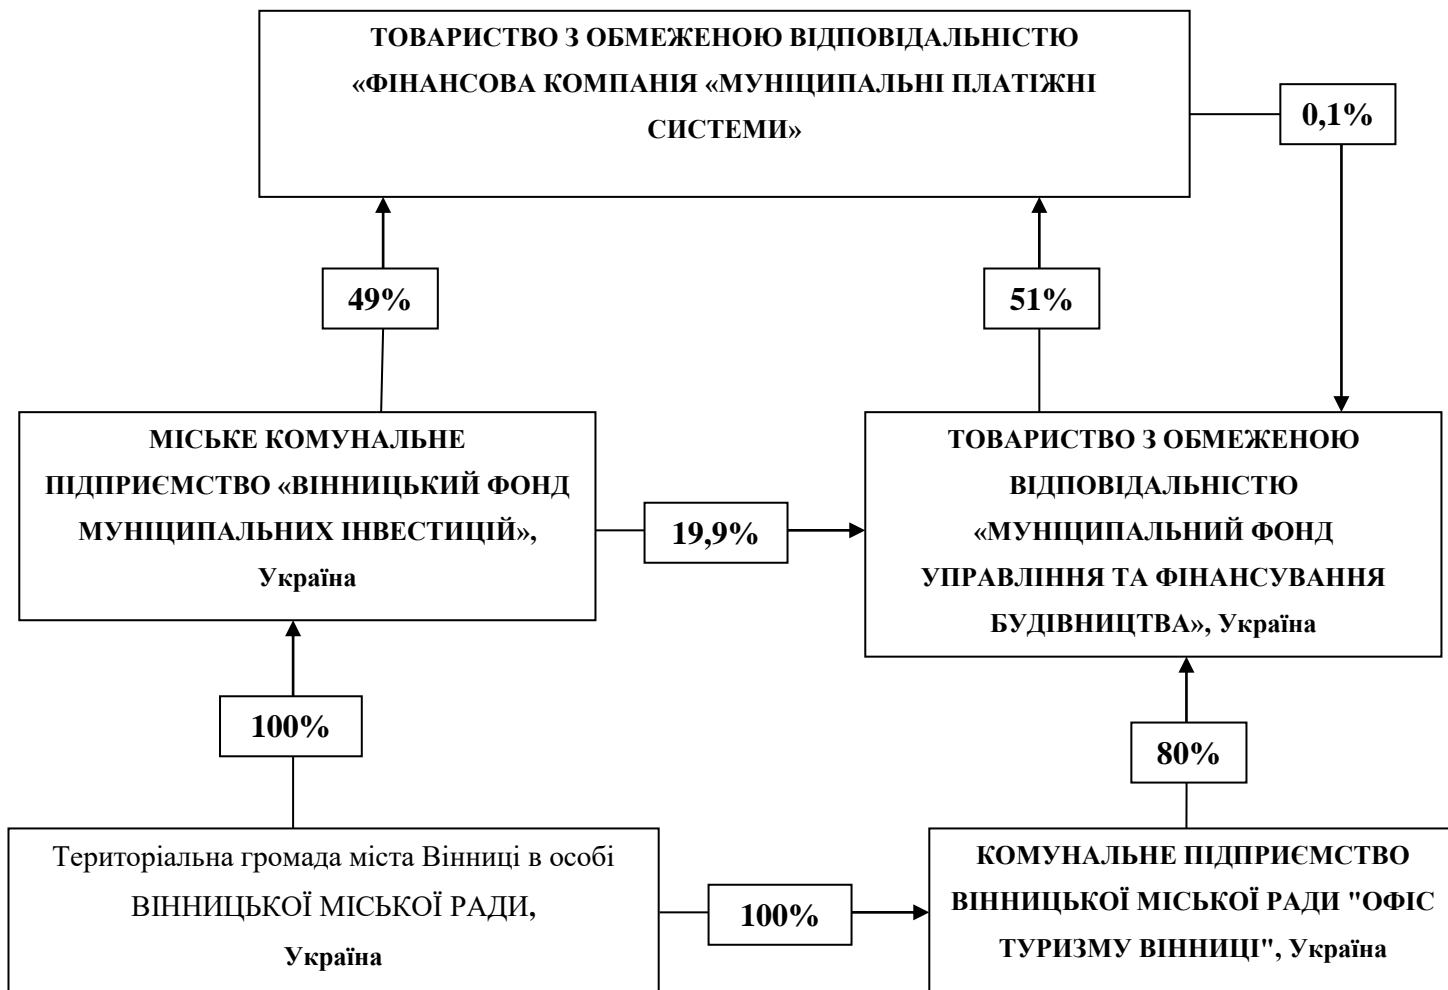 ТОВАРИСТВО З ОБМЕЖЕНОЮ ВІДПОВІДАЛЬНІСТЮ
«ФІНАНСОВА КОМПАНІЯ «МУНІЦИПАЛЬНІ ПЛАТІЖНІ
СИСТЕМИ»
0,1%
49%
51%
МІСЬКЕ КОМУНАЛЬНЕ
ПІДПРИЄМСТВО «ВІННИЦЬКИЙ ФОНД
МУНІЦИПАЛЬНИХ ІНВЕСТИЦІЙ»,
Україна
19,9%
ТОВАРИСТВО З ОБМЕЖЕНОЮ
ВІДПОВІДАЛЬНІСТЮ
«МУНІЦИПАЛЬНИЙ ФОНД
УПРАВЛІННЯ ТА ФІНАНСУВАННЯ
БУДІВНИЦТВА», Україна
100%
80%
Територіальна громада міста Вінниці в особі
ВІННИЦЬКОЇ МІСЬКОЇ РАДИ,
Україна
100%
КОМУНАЛЬНЕ ПІДПРИЄМСТВО
ВІННИЦЬКОЇ МІСЬКОЇ РАДИ "ОФІС
ТУРИЗМУ ВІННИЦІ", Україна